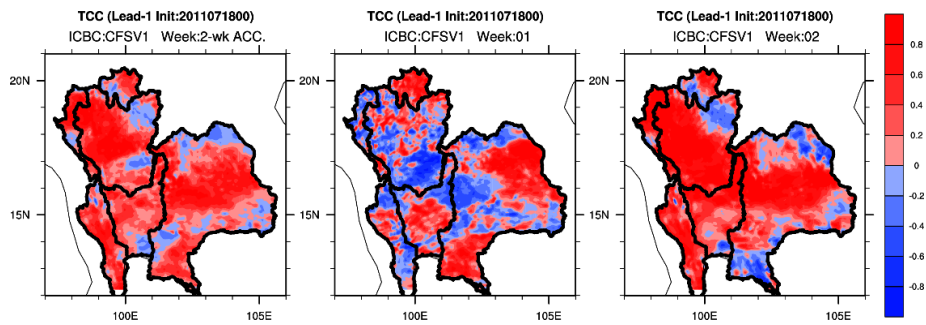 TCC (Lead-1 Init:2011071800)
ICBC:CFSV1 Week:2-wk ACC.
20N
15N
100E 105E
TCC (Lead-1 Init:2011071800)
ICBC:CFSV1 Week:01
20N
15N
100E 105E
TCC (Lead-1 Init:2011071800)
ICBC:CFSV1 Week:02
20N
15N
100E 105E
0.8
0.6
0.4
0.2
0
-0.2
-0.4
-0.6
-0.8